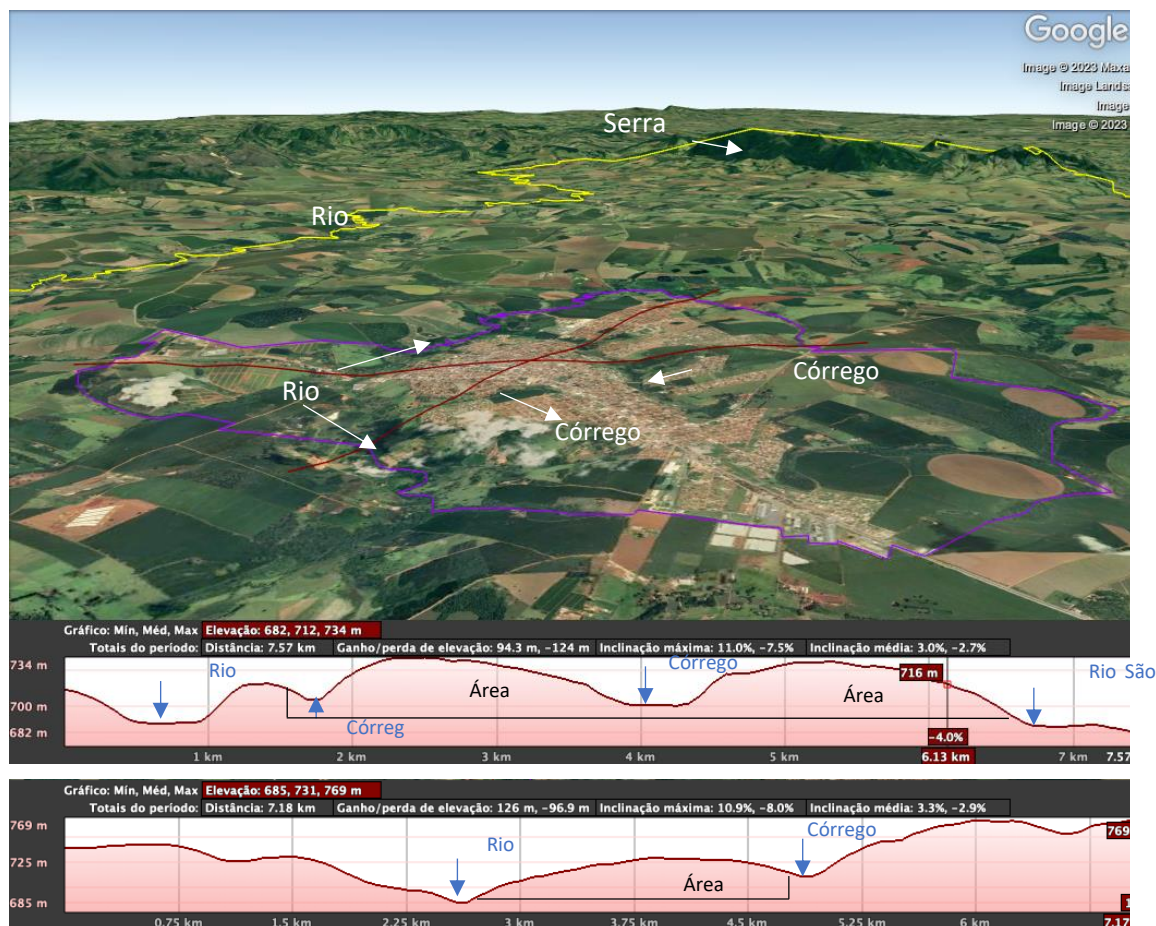 Google
Image © 2023 Maxa
Image Lands
Image
Image © 2023
Serra
Rio
Rio
Córrego
Córrego
Gráfico: Mín, Méd, Max Elevação: 682, 712, 734 m
Totais do período: Distância: 7.57 km Ganho/perda de elevação: 94.3 m, -124 m Inclinação máxima: 11.0%, -7.5% Inclinação média: 3.0%, -2.7%
734 m
700 m
682 m
Rio
Córreg
Área
Córrego
Área
716 m
Rio São
-4.0%
1 km 2 km 3 km 4 km 5 km 6.13 km 7 km 7.57
Gráfico: Mín, Méd, Max Elevação: 685, 731, 769 m
Totais do período: Distância: 7.18 km Ganho/perda de elevação: 126 m, -96.9 m Inclinação máxima: 10.9%, -8.0% Inclinação média: 3.3%, -2.9%
769 m
725 m
685 m
Rio
Área
Córrego
769
1
0.75 km 1.5 km 2.25 km 3 km 3.75 km 4.5 km 5.25 km 6 km 7.17